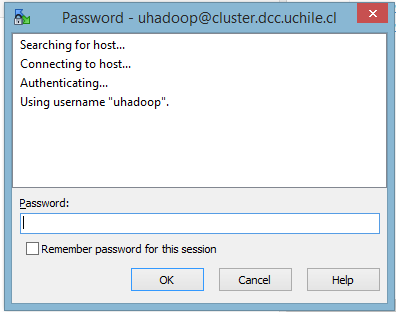 Password - uhadoop@cluster.dcc.uchile.cl
Searching for host...
Connecting to host...
Authenticating...
Using username "uhadoop".
Password:
Remember password for this session
OK Cancel Help